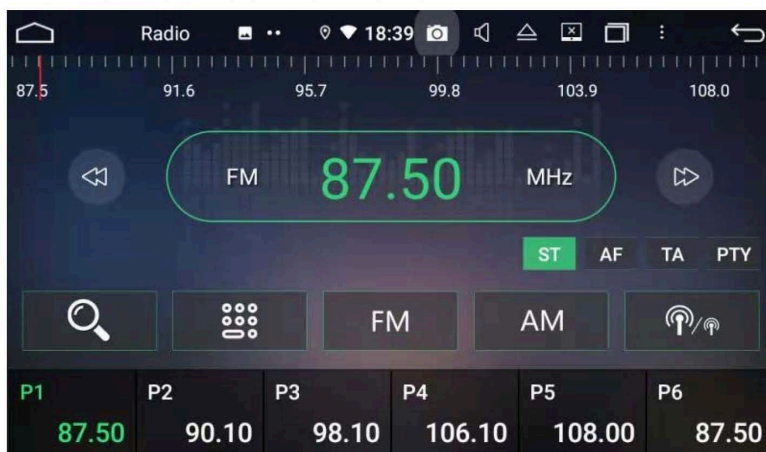 Radio 18:39
87.5 91.6 95.7 99.8 103.9 108.0
FM 87.50 MHz
ST AF TA PTY
FM AM
P1 P2 P3 P4 P5 P6
87.50 90.10 98.10 106.10 108.00 87.50